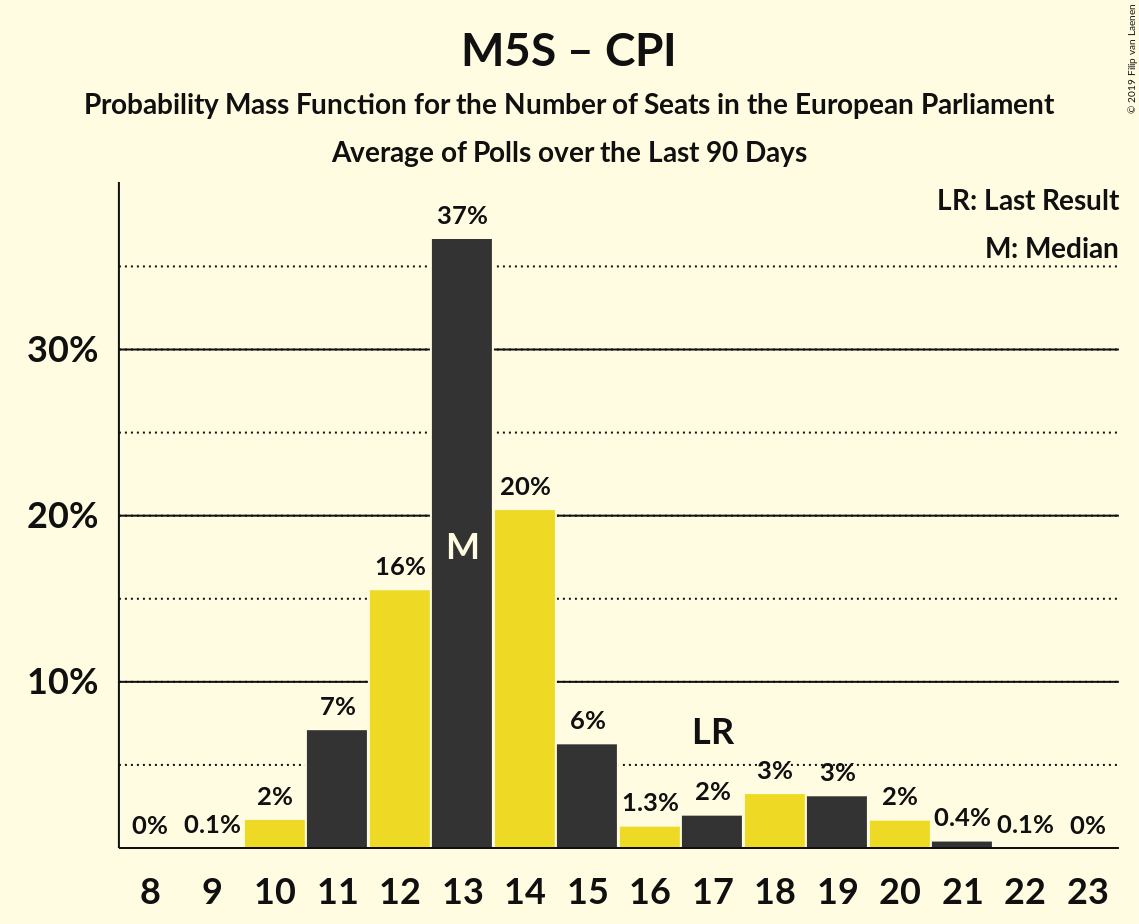 M5S – CPI
Probability Mass Function for the Number of Seats in the European Parliament
Average of Polls over the Last 90 Days
© 2019 Filip van Laenen
LR: Last Result
M: Median
37%
30%
20%
20%
M
16%
10%
7%
6%
LR
3%
3%
2%
2%
2%
1.3%
0.4%
0%
0.1%
0.1%
0%
8 9 10 11 12 13 14 15 16 17 18 19 20 21 22 23